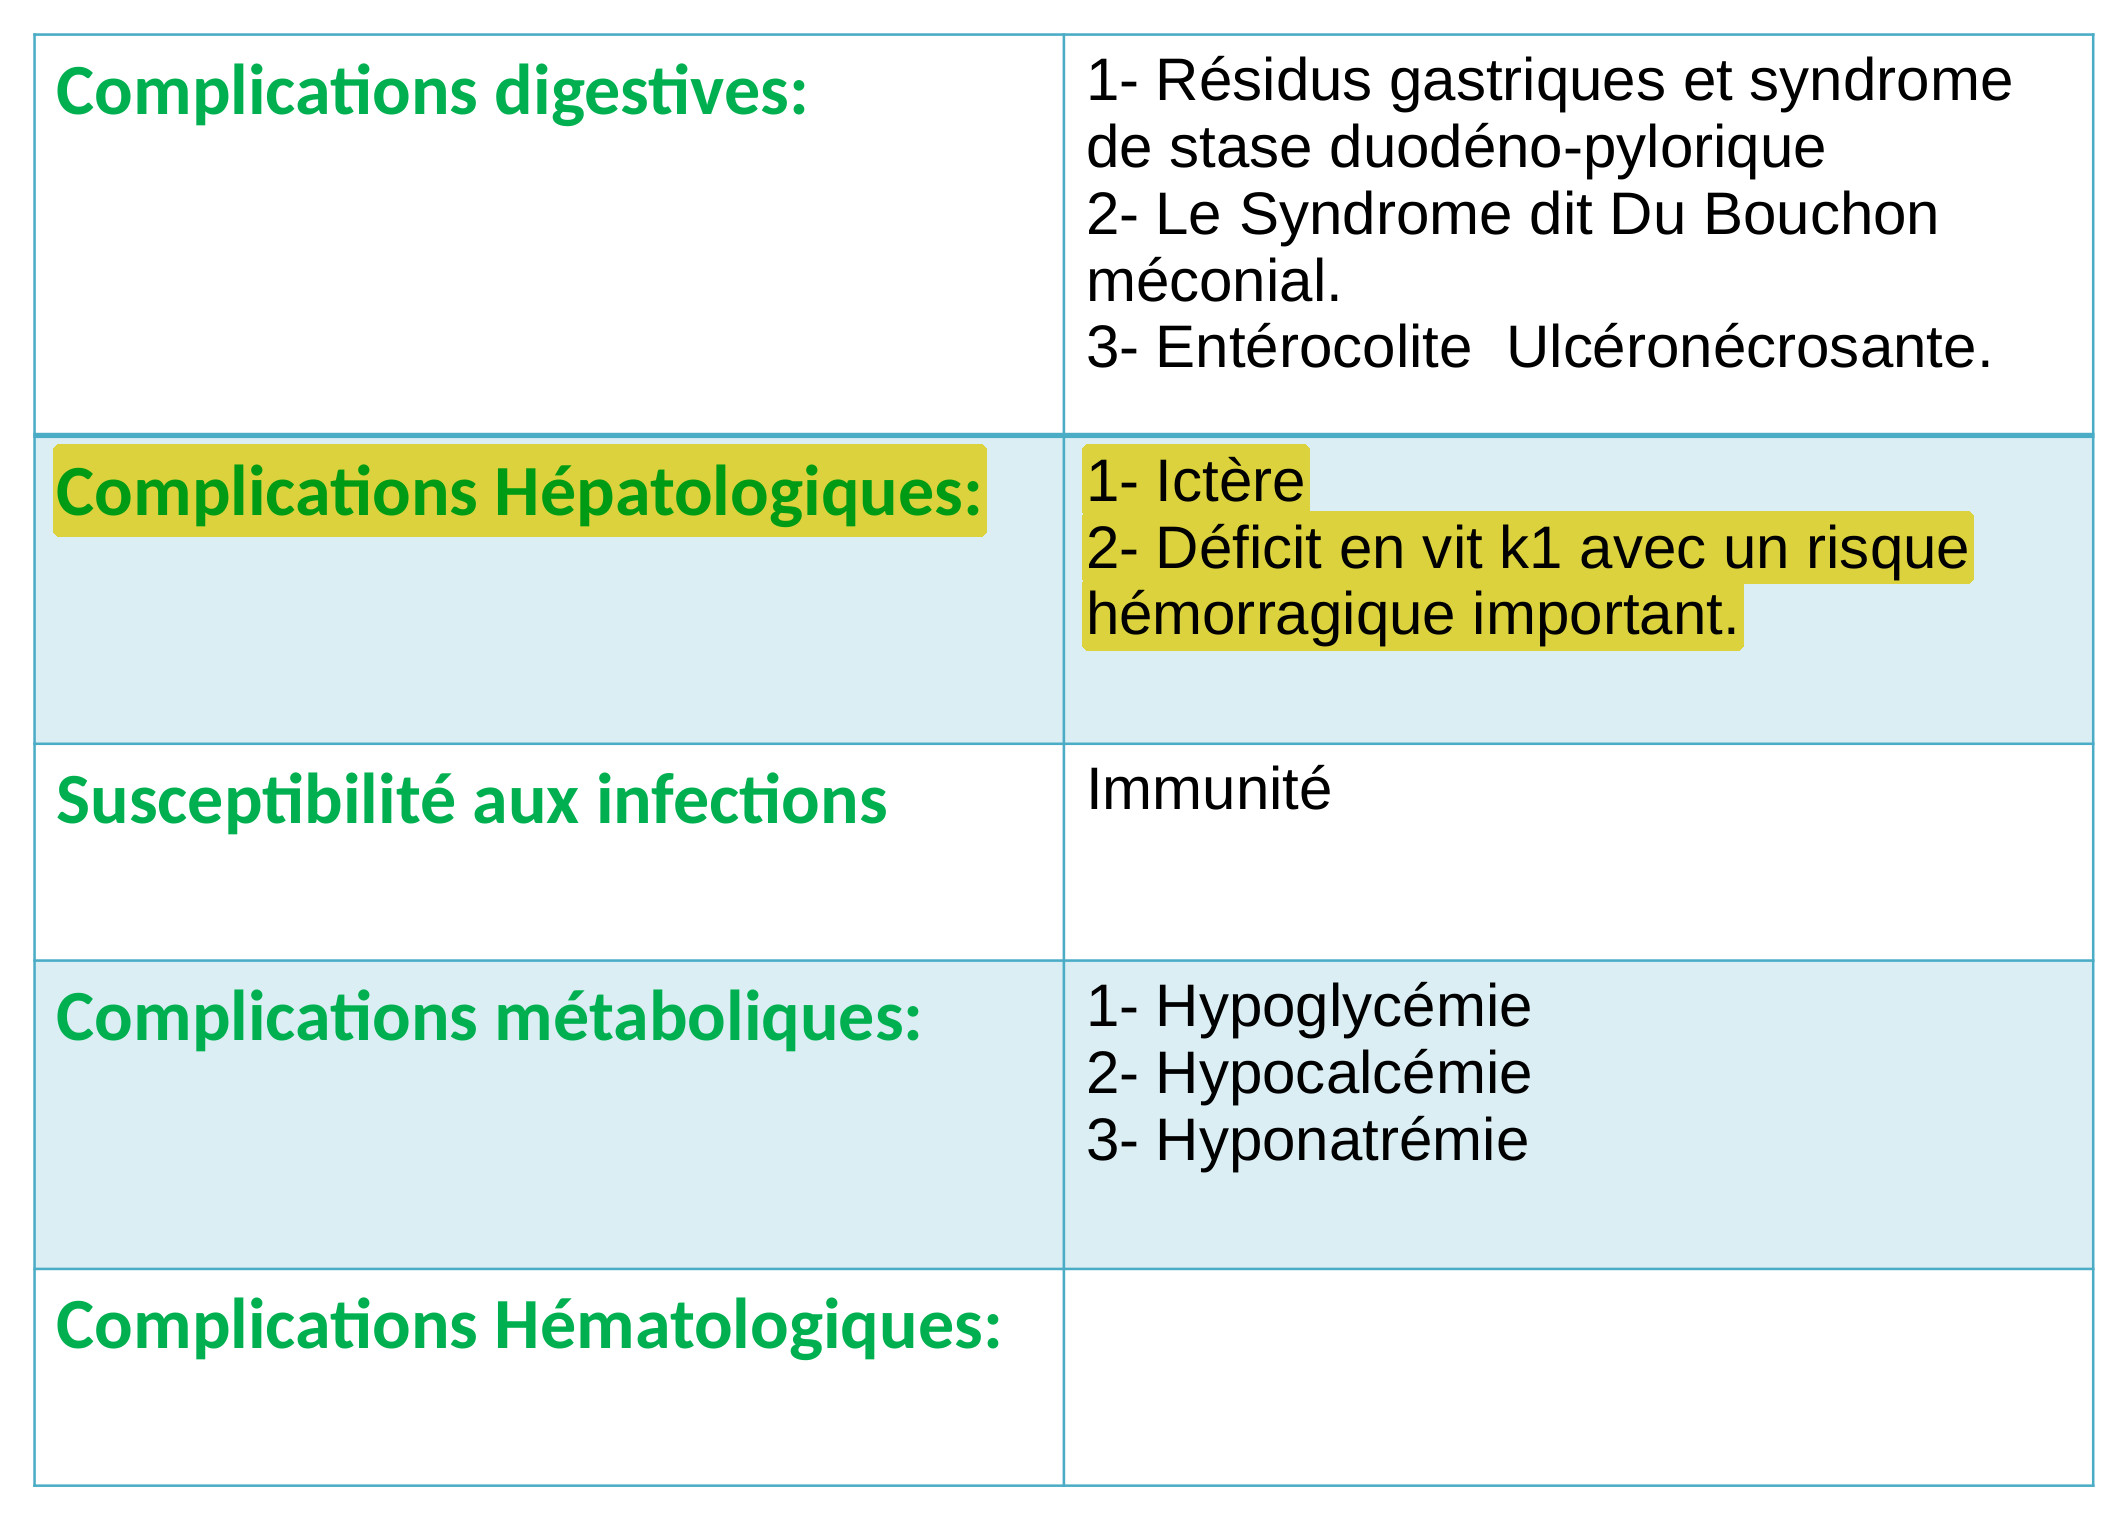 Complications digestives:
1- Résidus gastriques et syndrome
de stase duodéno-pylorique
2- Le Syndrome dit Du Bouchon
méconial.
3- Entérocolite  Ulcéronécrosante.
Complications Hépatologiques:
1- Ictère
2- Déficit en vit k1 avec un risque
hémorragique important.
Susceptibilité aux infections
Immunité
Complications métaboliques:
1- Hypoglycémie
2- Hypocalcémie
3- Hyponatrémie
Complications Hématologiques: